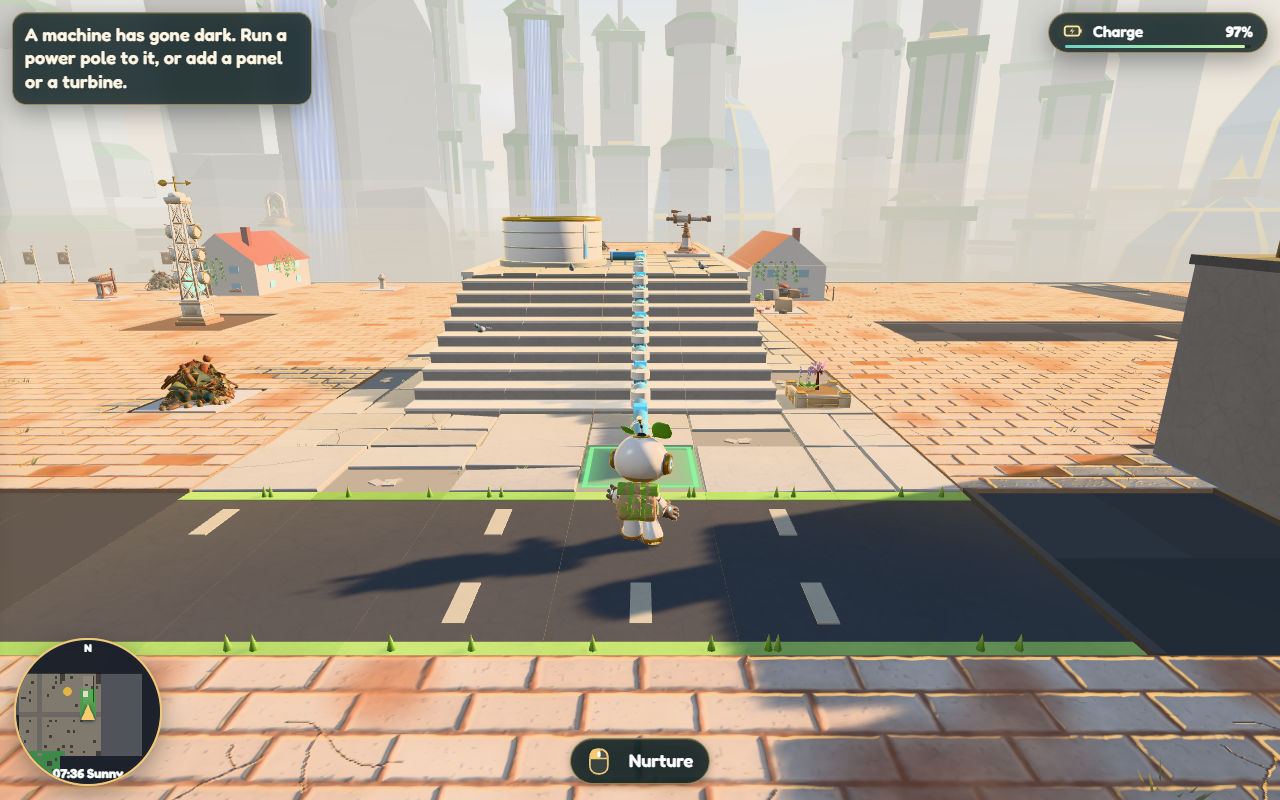 A machine has gone dark. Run a
power pole to it, or add a panel
or a turbine.
Charge 97%
N
07:36 Sunny
Nurture